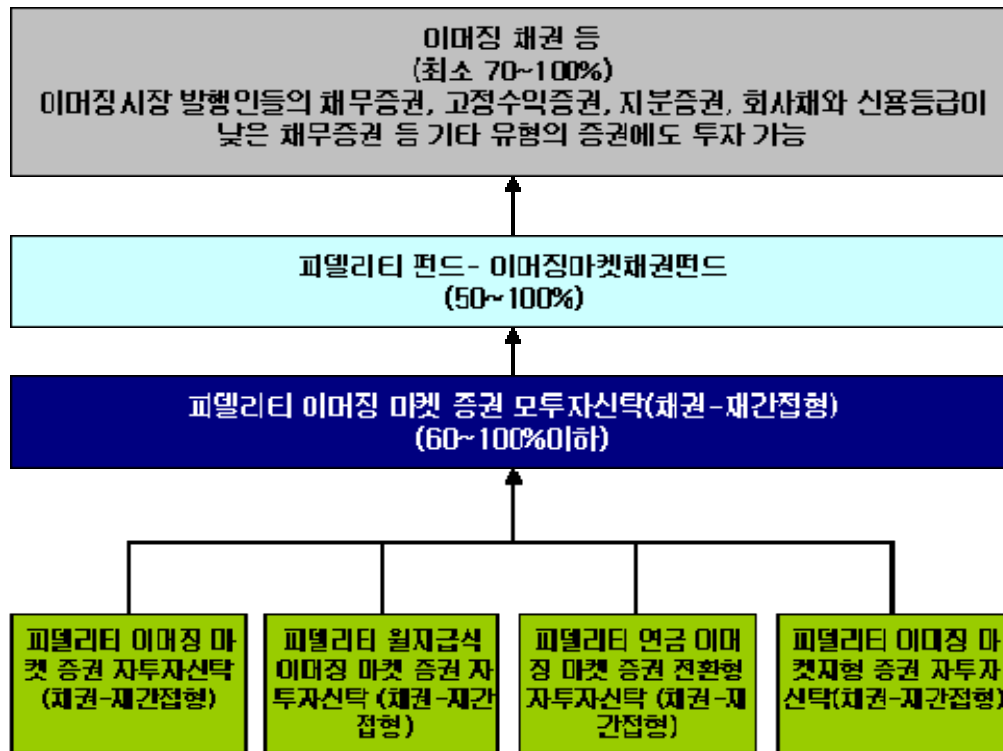 이머징 채권 등
(최소 70~100%)
이머징시장 발행인들의 채무증권, 고정수익증권, 지분증권, 회사채와 신용등급이
낮은 채무증권 등 기타 유형의 증권에도 투자 가능
피델리티 펀드- 이머징마켓채권펀드
(50~100%)
피델리티 이머징 마켓 증권 모투자신탁(채권-재간접형)
(60~100%이하)
피델리티 이머징 마
켓 증권 자투자신탁
(채권-재간접형)
피델리티 월지급식
이머징 마켓 증권 자
투자신탁 (채권-재간
접형)
피델리티 연금 이머
징 마켓 증권 전환형
자투자신탁 (채권-재
간접형)
피델리티 이머징 마
켓재형 증권 자투자
신탁(채권-재간접형)